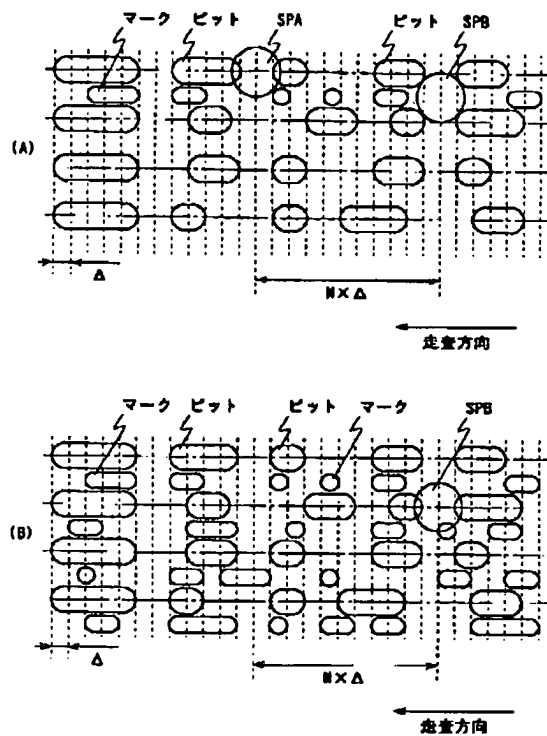 マーク ピット SPA ピット SPB
(A)
Δ
N×Δ
走査方向
マーク ピット ピット マーク SPB
(B)
Δ
N×Δ
走査方向